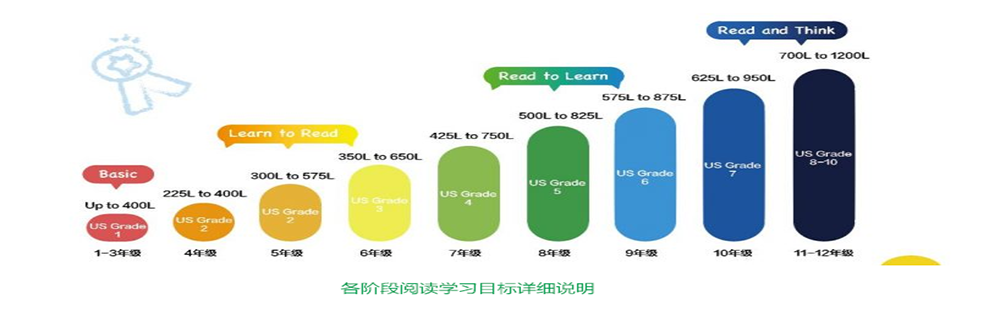 Read and Think
700L to 1200L
Read to Learn
625L to 950L
575L to 875L
500L to 825L
Learn to Read
425L to 750L
350L to 650L
Basic
300L to 575L
225L to 400L
Up to 400L
US Grade
1
US Grade
2
US Grade
2
US Grade
3
US Grade
4
US Grade
5
US Grade
6
US Grade
7
US Grade
8-10
1-3年级
4年级
5年级
6年级
7年级
8年级
9年级
10年级
11-12年级
各阶段阅读学习目标详细说明